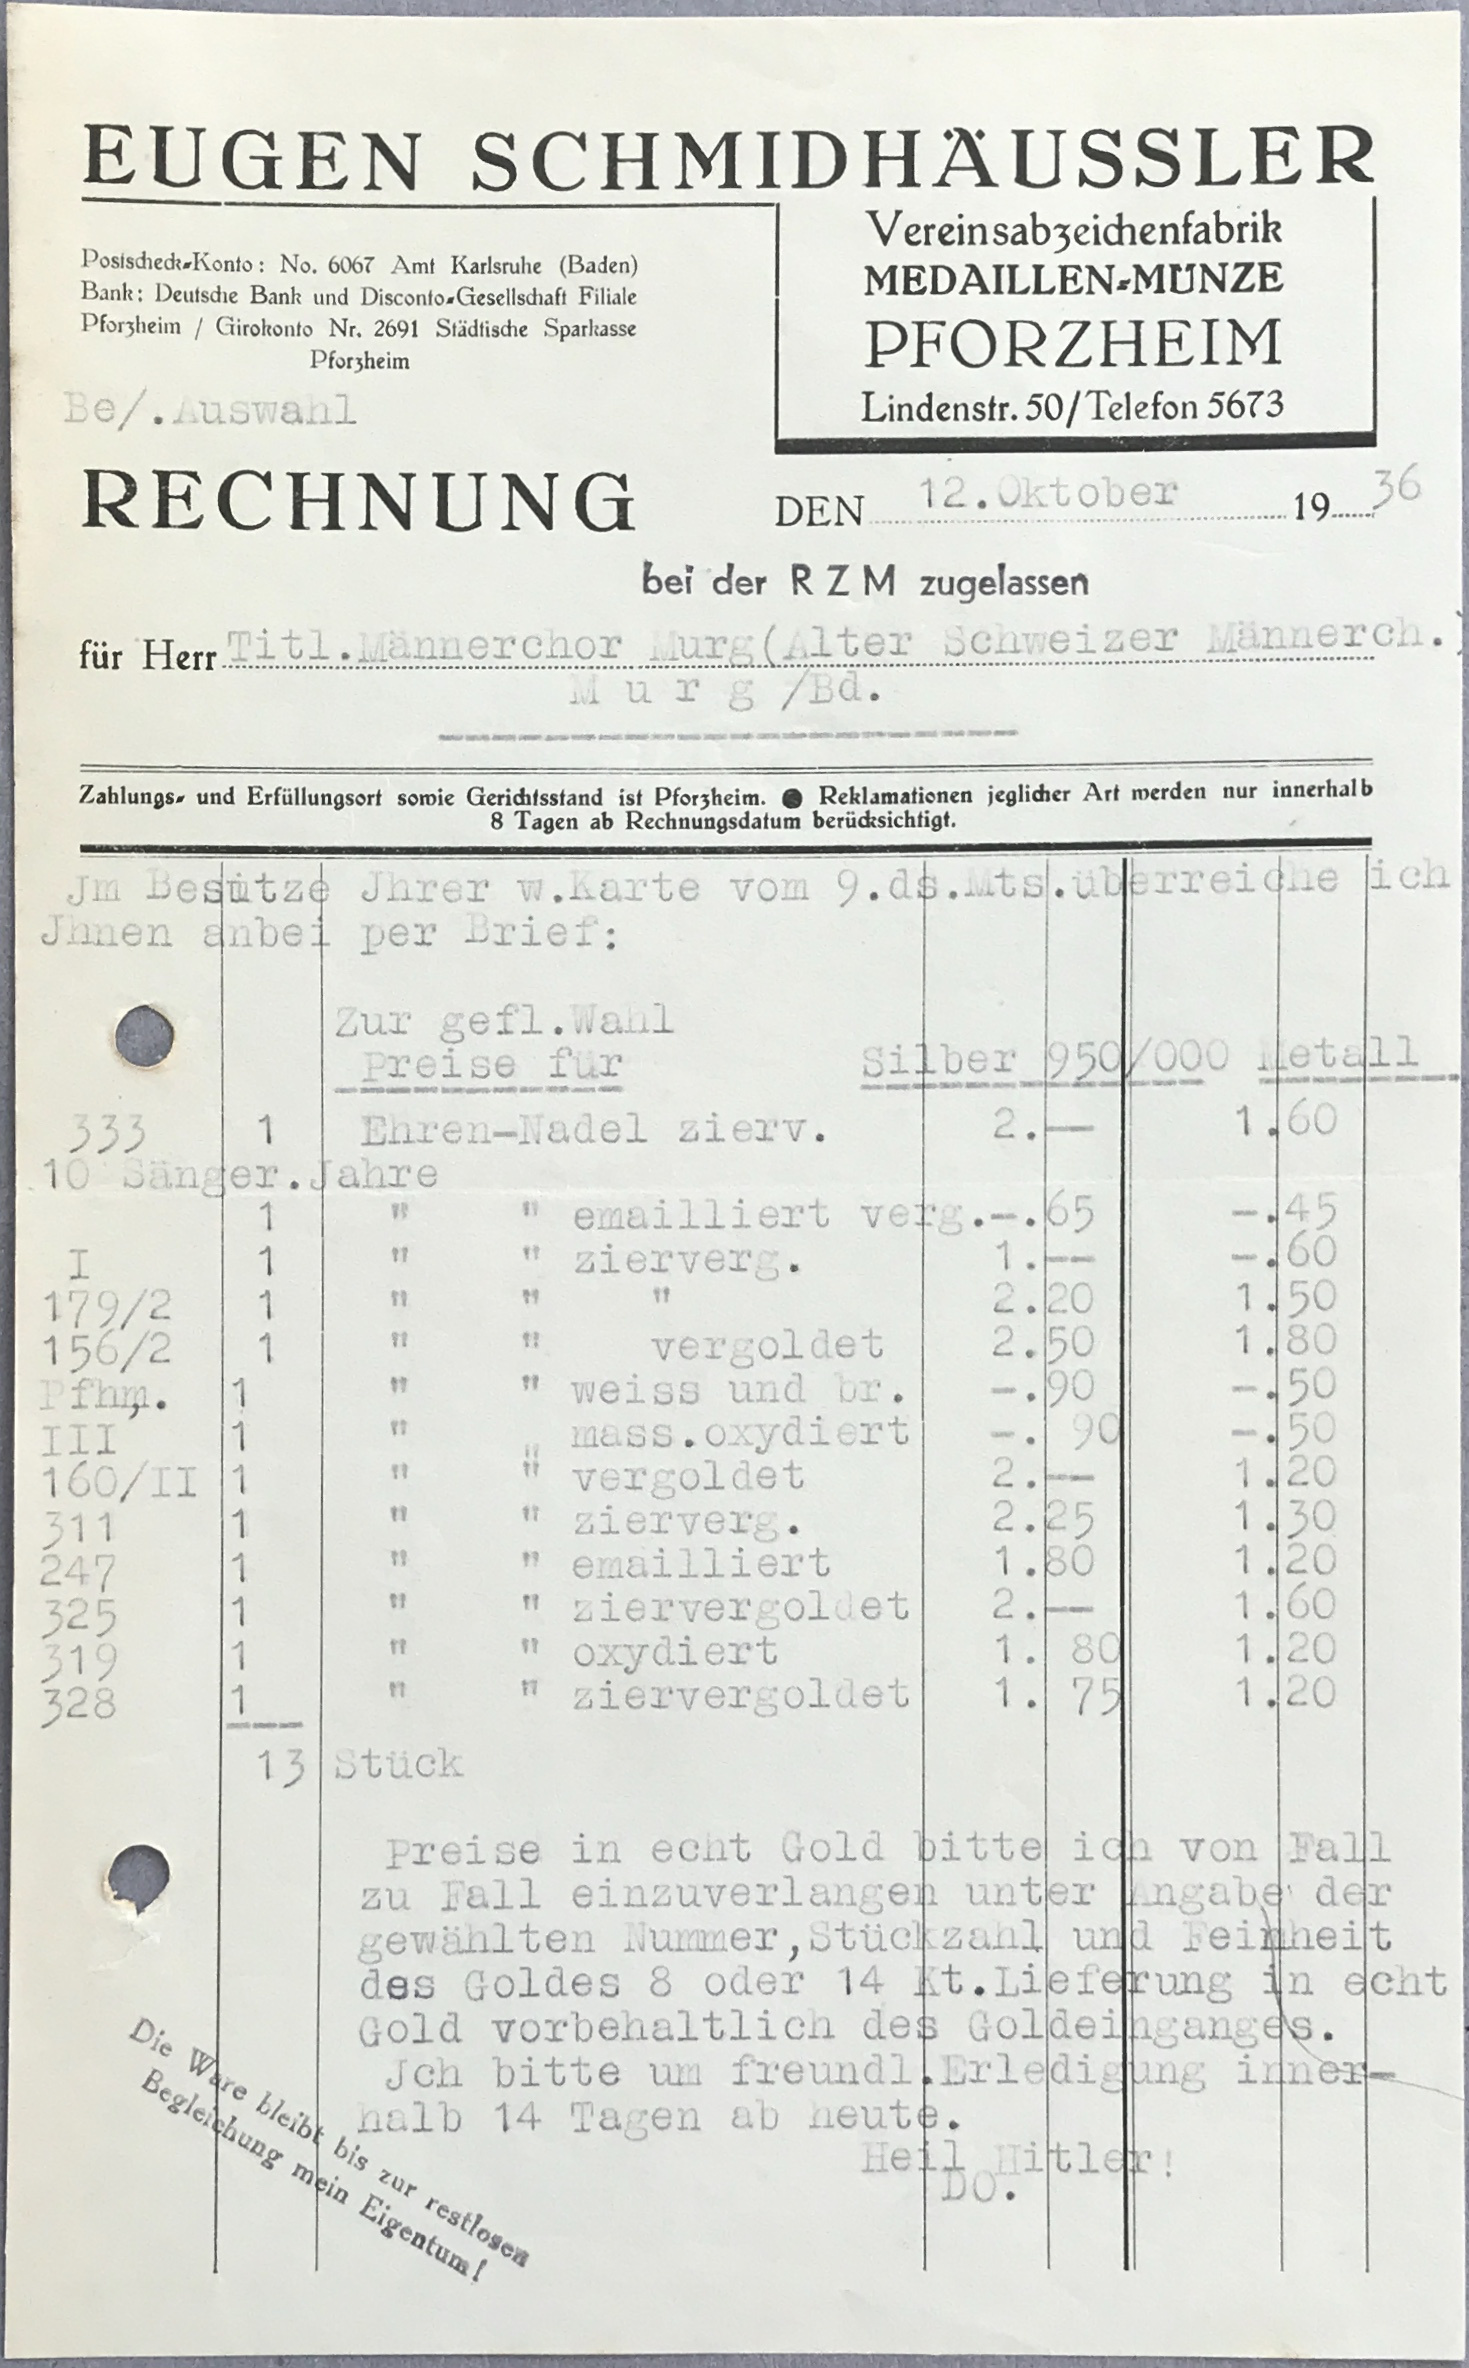 EUGEN SCHMIDHÄUSSLER
Vereinsabzeichenfabrik
MEDAILLEN-MÜNZE
PFORZHEIM
Lindenstr. 50 / Telefon 5673
Postscheck-Konto: No. 6067 Amt Karlsruhe (Baden)
Bank: Deutsche Bank und Disconto-Gesellschaft Filiale
Pforzheim / Girokonto Nr. 2691 Städtische Sparkasse
Pforzheim
Be/.Auswahl
RECHNUNG DEN 12.Oktober 19 36
bei der RZM zugelassen
für Herr Titl.Männerchor Murg(Alter Schweizer Männerch.)
M u r g /Bd.
Zahlungs- und Erfüllungsort sowie Gerichtsstand ist Pforzheim. ● Reklamationen jeglicher Art werden nur innerhalb
8 Tagen ab Rechnungsdatum berücksichtigt.
Jm Besitze Jhrer w.Karte vom 9.ds.Mts.überreiche ich
Jhnen anbei per Brief:
Zur gefl.Wahl
Preise für Silber 950/000 Metall
333 1 Ehren-Nadel zierv. 2.-- 1.60
10 Sänger.Jahre
1 " " emailliert verg. -.65 -.45
I 1 " " zierverg. 1.-- -.60
179/2 1 " " " 2.20 1.50
156/2 1 " " vergoldet 2.50 1.80
Pfhm. 1 " " weiss und br. -.90 -.50
III 1 " " mass.oxydiert -. 90 -.50
160/II 1 " " vergoldet 2.-- 1.20
311 1 " " zierverg. 2.25 1.30
247 1 " " emailliert 1.80 1.20
325 1 " " ziervergoldet 2.-- 1.60
319 1 " " oxydiert 1. 80 1.20
328 1 " " ziervergoldet 1. 75 1.20
13 Stück
Preise in echt Gold bitte ich von Fall
zu Fall einzuverlangen unter Angabe der
gewählten Nummer,Stückzahl und Feinheit
des Goldes 8 oder 14 Kt.Lieferung in echt
Gold vorbehaltlich des Goldeinganges.
Jch bitte um freundl.Erledigung inner-
halb 14 Tagen ab heute.
Heil Hitler!
DO.
Die Ware bleibt bis zur restlosen
Begleichung mein Eigentum!